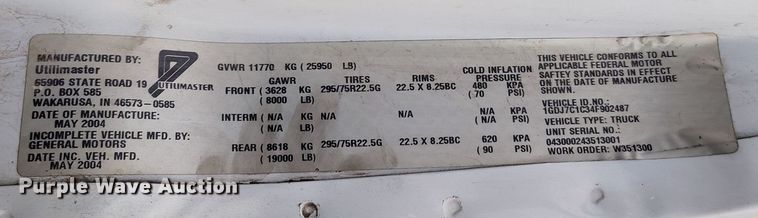 MANUFACTURED BY:
Utilimaster
65906 STATE ROAD 19
P.O. BOX 585
WAKARUSA, IN 46573-0585
DATE OF MANUFACTURE:
MAY 2004
INCOMPLETE VEHICLE MFD. BY:
GENERAL MOTORS
DATE INC. VEH. MFD.
MAY 2004
UTILIMASTER
GVWR 11770 KG (25950 LB)
GAWR TIRES RIMS COLD INFLATION PRESSURE
FRONT (3628 KG 295/75R22.5G 22.5 X 8.25BC 480 KPA
(8000 LB) (70 PSI)
INTERM (N/A KG N/A N/A N/A KPA
(N/A LB) (N/A PSI)
REAR (8618 KG 295/75R22.5G 22.5 X 8.25BC 620 KPA
(19000 LB) (90 PSI)
THIS VEHICLE CONFORMS TO ALL
APPLICABLE FEDERAL MOTOR
SAFTEY STANDARDS IN EFFECT
ON THE DATE OF MANUFACTURE
SHOWN.
VEHICLE ID NO.:
1GDJ7C1C34F902487
VEHICLE TYPE: TRUCK
UNIT SERIAL NO.:
043000243513001
WORK ORDER: W351300
Purple Wave Auction